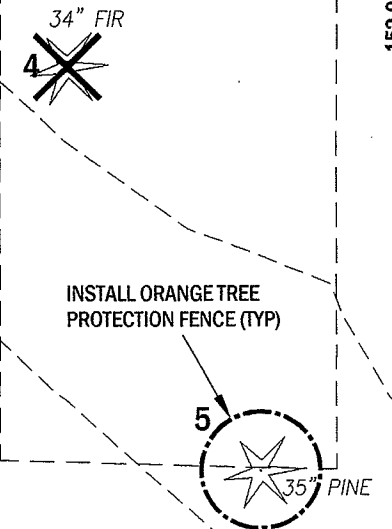 34" FIR
4
INSTALL ORANGE TREE
PROTECTION FENCE (TYP)
5
35" PINE